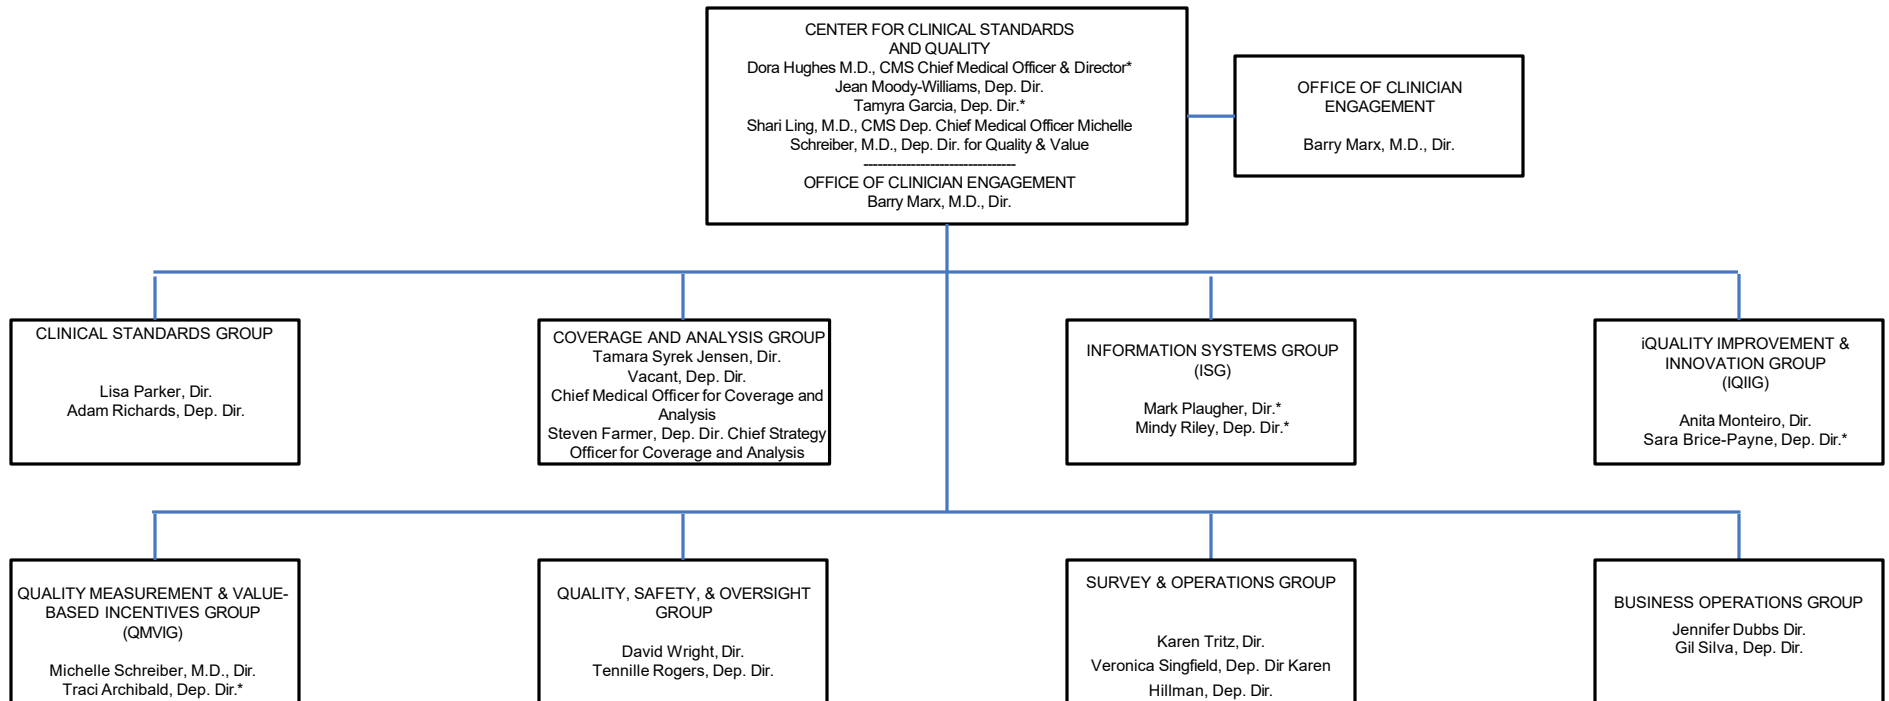 CENTER FOR CLINICAL STANDARDS
AND QUALITY
Dora Hughes M.D., CMS Chief Medical Officer & Director*
Jean Moody-Williams, Dep. Dir.
Tamyra Garcia, Dep. Dir.*
Shari Ling, M.D., CMS Dep. Chief Medical Officer Michelle
Schreiber, M.D., Dep. Dir. for Quality & Value
--------------------------------
OFFICE OF CLINICIAN ENGAGEMENT
Barry Marx, M.D., Dir.
OFFICE OF CLINICIAN
ENGAGEMENT
Barry Marx, M.D., Dir.
CLINICAL STANDARDS GROUP
Lisa Parker, Dir.
Adam Richards, Dep. Dir.
COVERAGE AND ANALYSIS GROUP
Tamara Syrek Jensen, Dir.
Vacant, Dep. Dir.
Chief Medical Officer for Coverage and
Analysis
Steven Farmer, Dep. Dir. Chief Strategy
Officer for Coverage and Analysis
INFORMATION SYSTEMS GROUP
(ISG)
Mark Plaugher, Dir.*
Mindy Riley, Dep. Dir.*
iQUALITY IMPROVEMENT &
INNOVATION GROUP
(IQIIG)
Anita Monteiro, Dir.
Sara Brice-Payne, Dep. Dir.*
QUALITY MEASUREMENT & VALUE-
BASED INCENTIVES GROUP
(QMVIG)
Michelle Schreiber, M.D., Dir.
Traci Archibald, Dep. Dir.*
QUALITY, SAFETY, & OVERSIGHT
GROUP
David Wright, Dir.
Tennille Rogers, Dep. Dir.
SURVEY & OPERATIONS GROUP
Karen Tritz, Dir.
Veronica Singfield, Dep. Dir Karen
Hillman, Dep. Dir.
BUSINESS OPERATIONS GROUP
Jennifer Dubbs Dir.
Gil Silva, Dep. Dir.